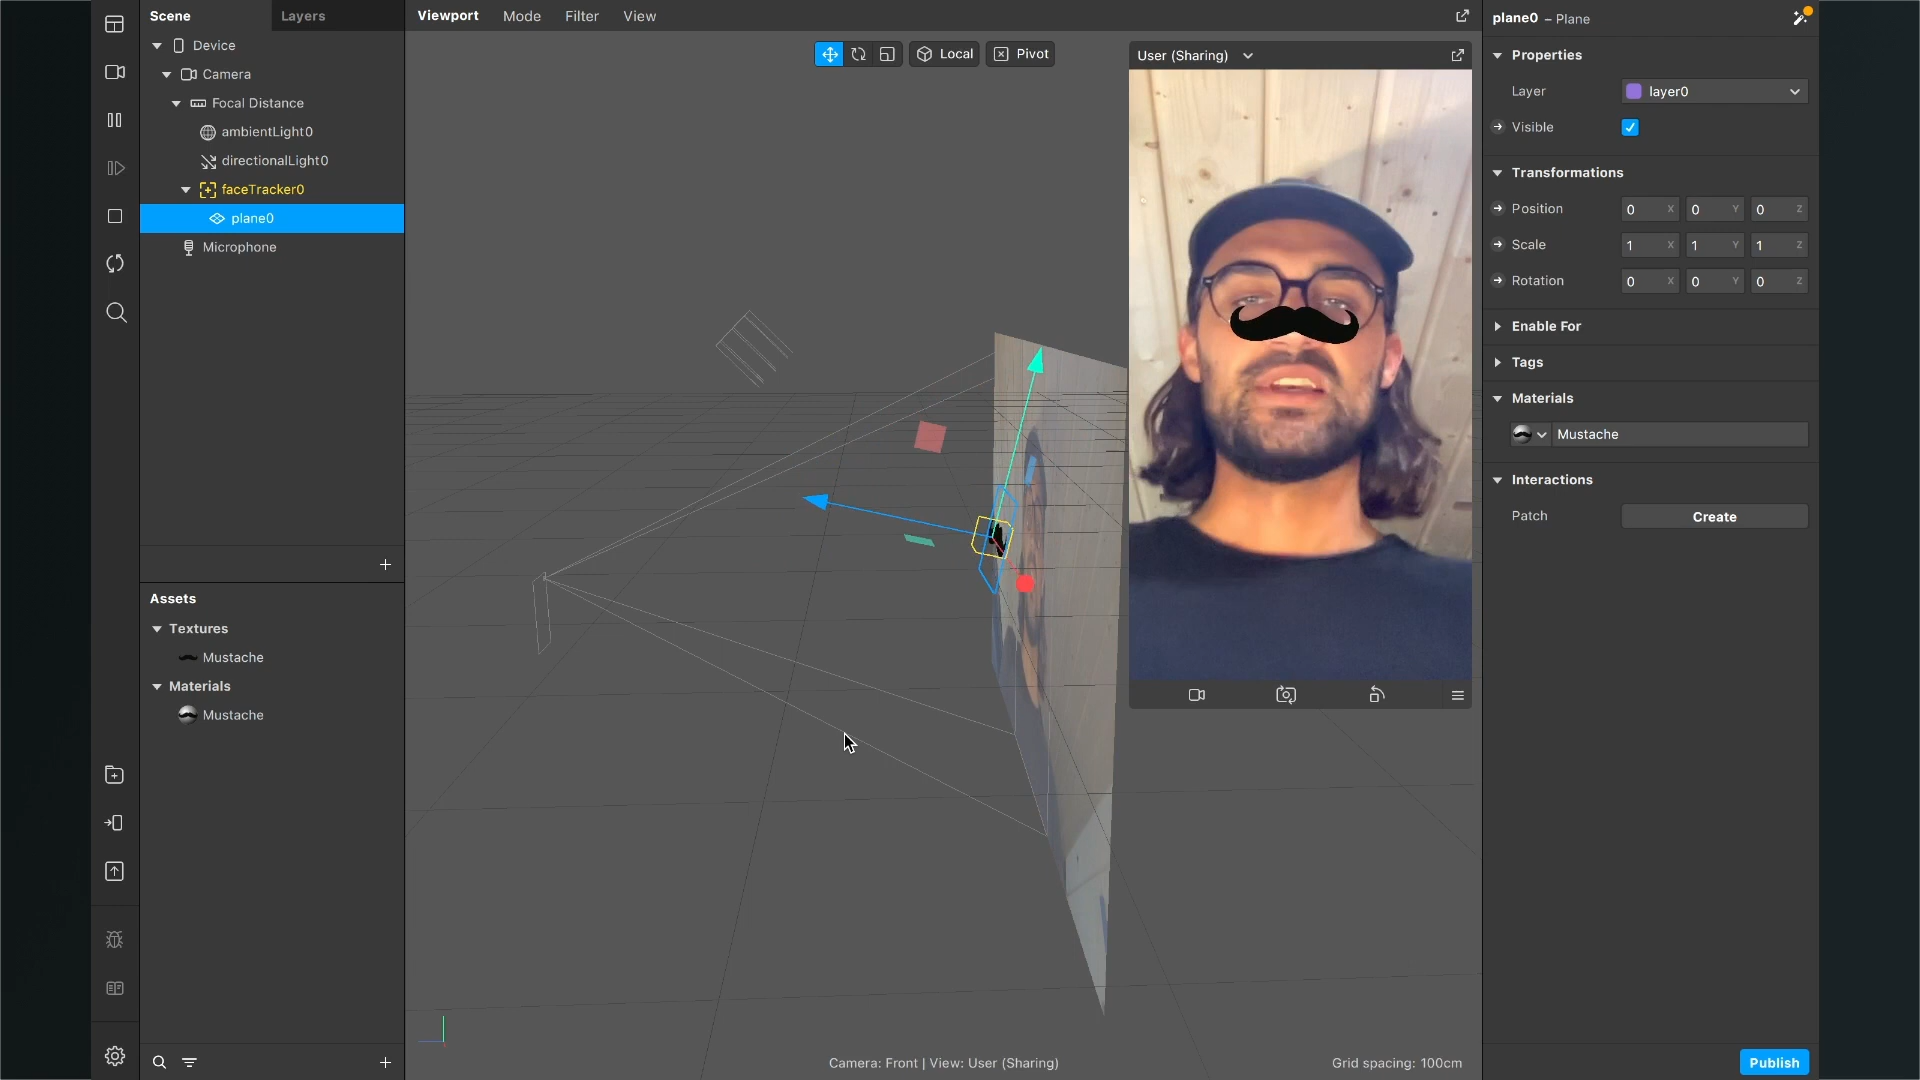 Scene
Layers
Device
Camera
Focal Distance
ambientLight0
directionalLight0
faceTracker0
plane0
Microphone
Assets
Textures
Mustache
Materials
Mustache
Viewport
Mode
Filter
View
Local
Pivot
User (Sharing)
Camera: Front | View: User (Sharing)
Grid spacing: 100cm
plane0 – Plane
Properties
Layer
layer0
Visible
Transformations
Position 0 X 0 Y 0 Z
Scale 1 X 1 Y 1 Z
Rotation 0 X 0 Y 0 Z
Enable For
Tags
Materials
Mustache
Interactions
Patch
Create
Publish